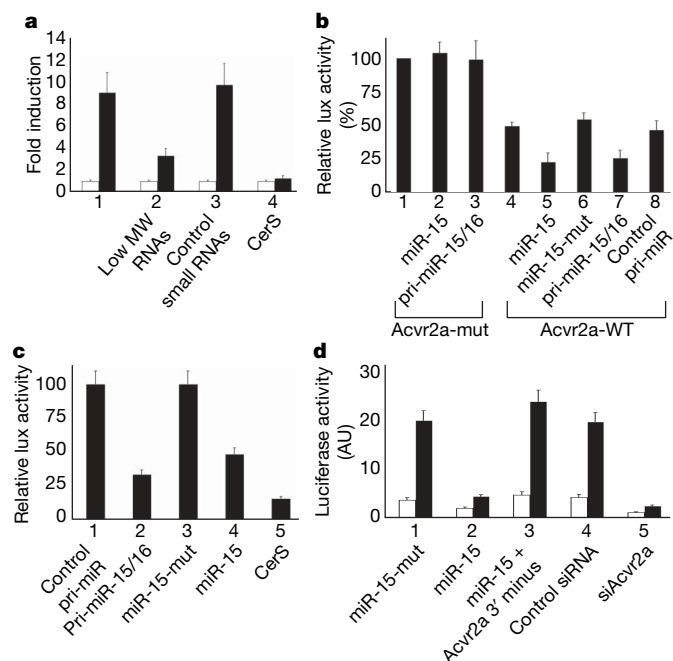 a
Fold induction
14
12
10
8
6
4
2
0
1
2
3
4
Low MW
RNAs
Control
small RNAs
CerS
b
Relative lux activity
(%)
100
75
50
25
0
1
2
3
4
5
6
7
8
miR-15
pri-miR-15/16
miR-15
miR-15-mut
pri-miR-15/16
Control
pri-miR
Acvr2a-mut
Acvr2a-WT
c
Relative lux activity
100
75
50
25
0
1
2
3
4
5
Control
pri-miR
Pri-miR-15/16
miR-15-mut
miR-15
CerS
d
Luciferase activity
(AU)
30
20
10
0
1
2
3
4
5
miR-15-mut
miR-15
miR-15 +
Acvr2a 3′ minus
Control siRNA
siAcvr2a